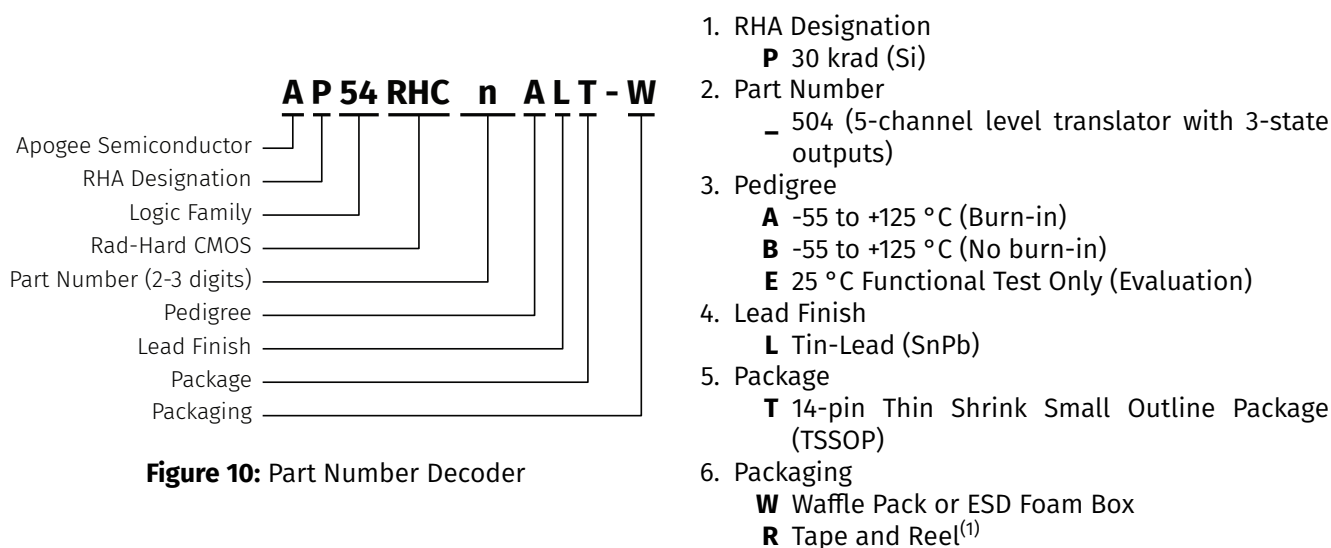 A P 54 RHC n A L T - W
Apogee Semiconductor
RHA Designation
Logic Family
Rad-Hard CMOS
Part Number (2-3 digits)
Pedigree
Lead Finish
Package
Packaging
Figure 10: Part Number Decoder
1. RHA Designation
P 30 krad (Si)
2. Part Number
_ 504 (5-channel level translator with 3-state
outputs)
3. Pedigree
A -55 to +125 °C (Burn-in)
B -55 to +125 °C (No burn-in)
E 25 °C Functional Test Only (Evaluation)
4. Lead Finish
L Tin-Lead (SnPb)
5. Package
T 14-pin Thin Shrink Small Outline Package
(TSSOP)
6. Packaging
W Waffle Pack or ESD Foam Box
R Tape and Reel(1)